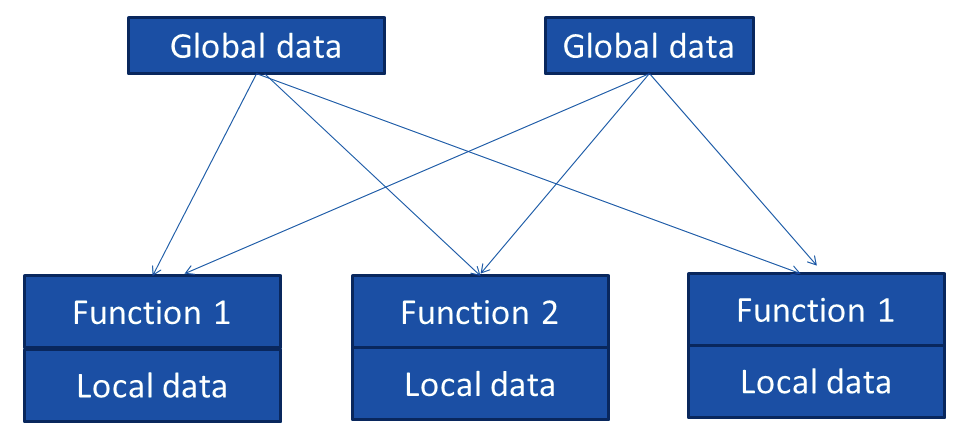 Global data
Global data
Function 1
Function 2
Function 1
Local data
Local data
Local data